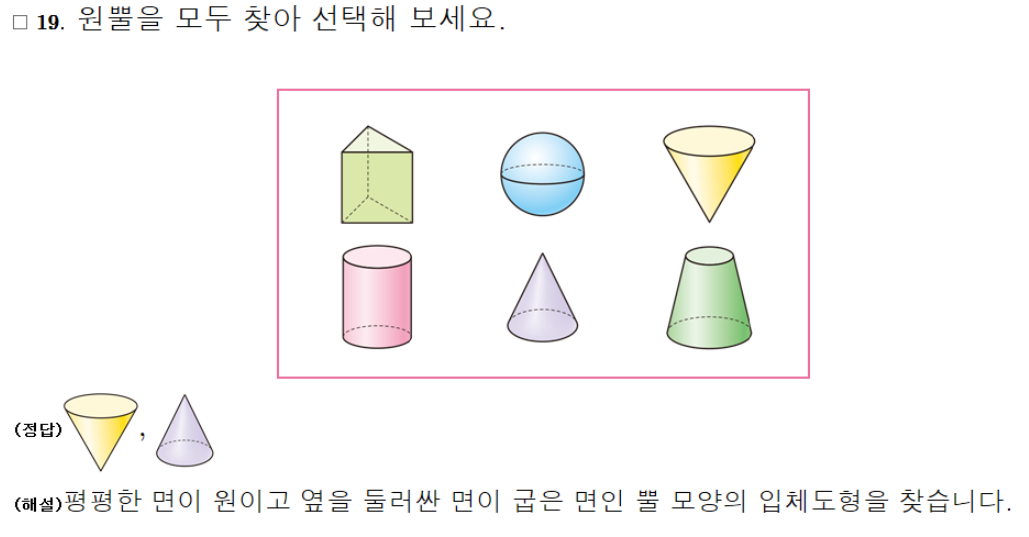 □ 19. 원뿔을 모두 찾아 선택해 보세요.
(정답) ,
(해설)평평한 면이 원이고 옆을 둘러싼 면이 굽은 면인 뿔 모양의 입체도형을 찾습니다.